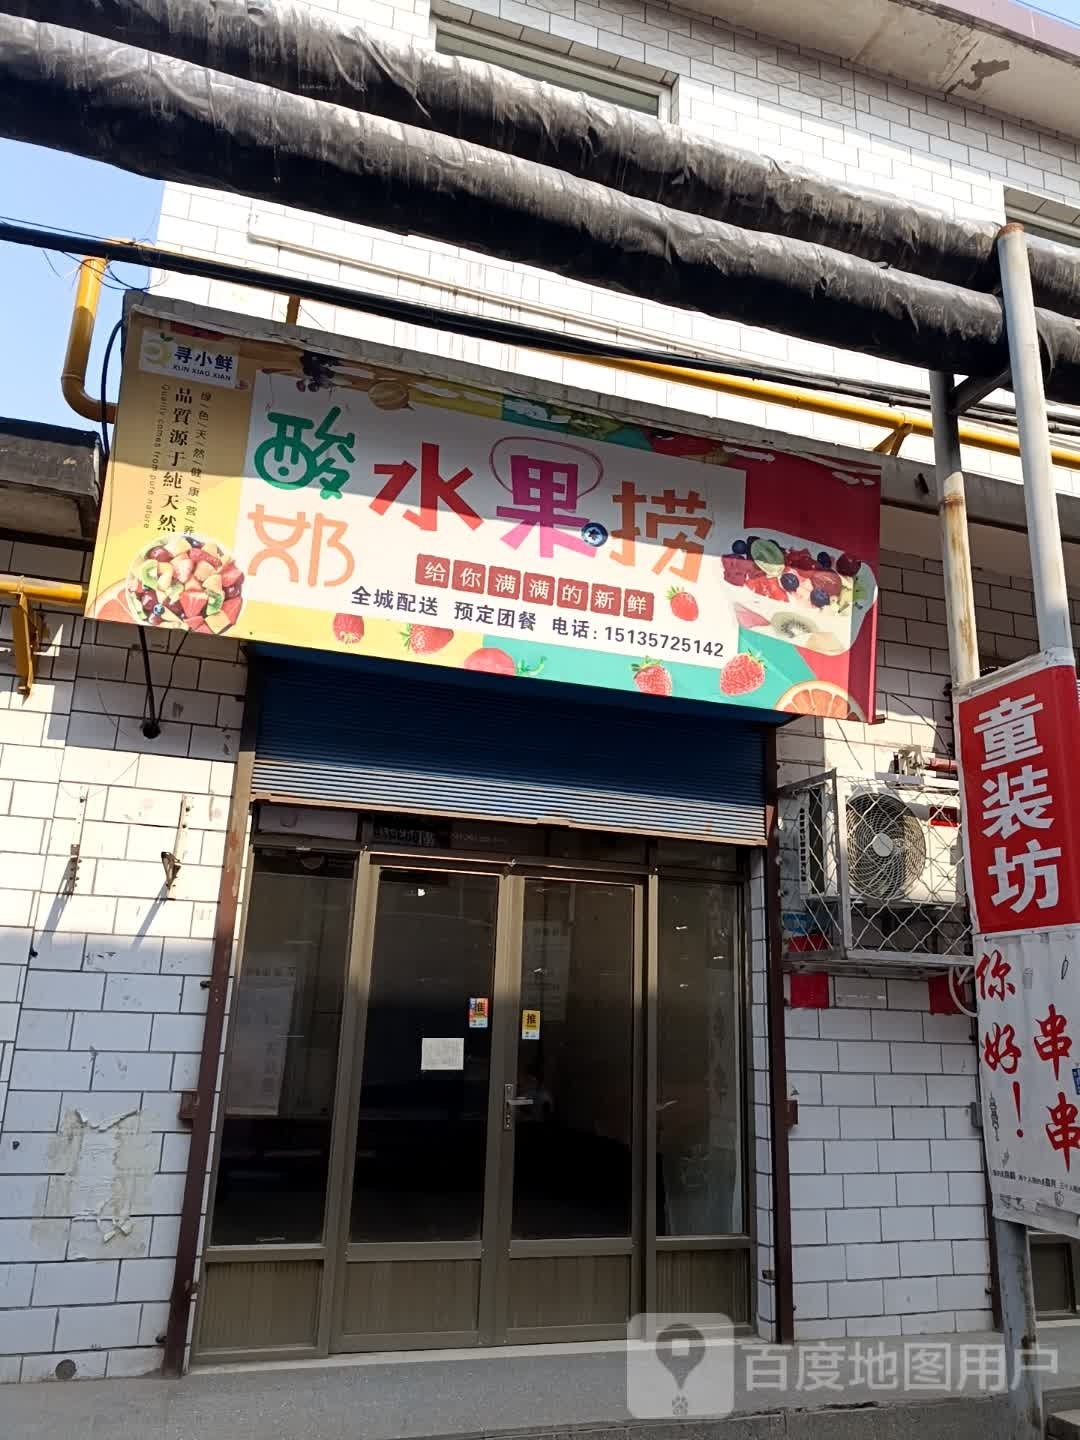 寻小鲜
XUN XIAO XIAN
绿/色/天/然/健/康/营/养
品質源于純天然
Quality comes from pure nature
酸奶
水果捞
给你满满的新鲜
全城配送 预定团餐 电话:15135725142
推
推
童装坊
你好！
串串
百度地图用户